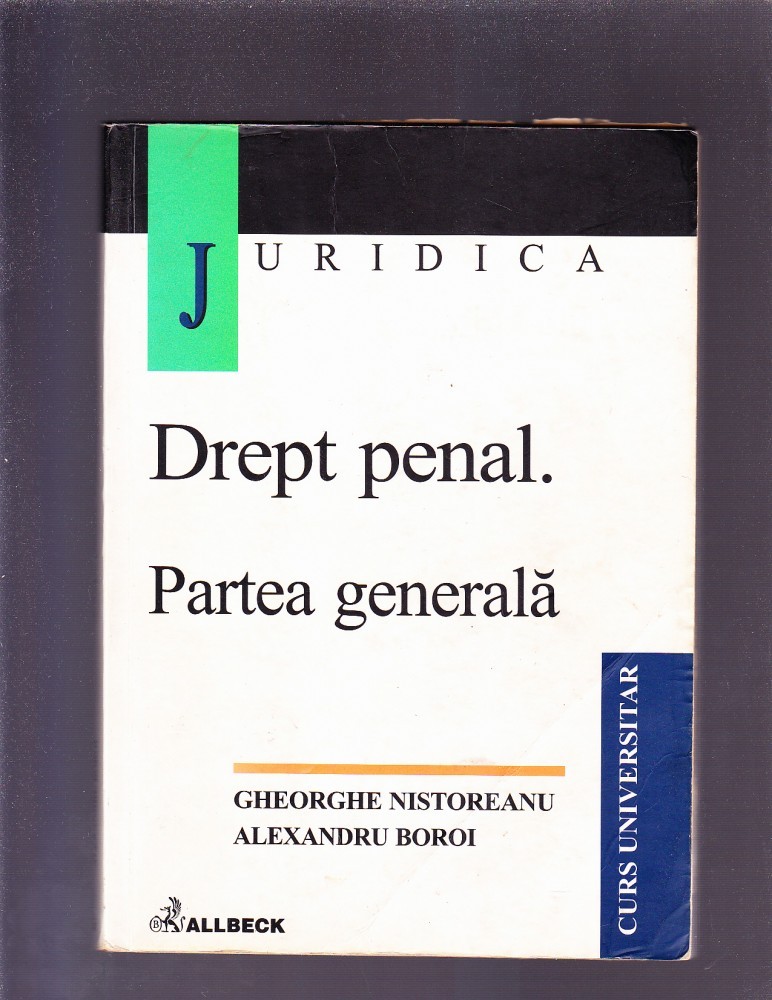 JURIDICA
Drept penal.
Partea generală
GHEORGHE NISTOREANU
ALEXANDRU BOROI
CURS UNIVERSITAR
ALLBECK